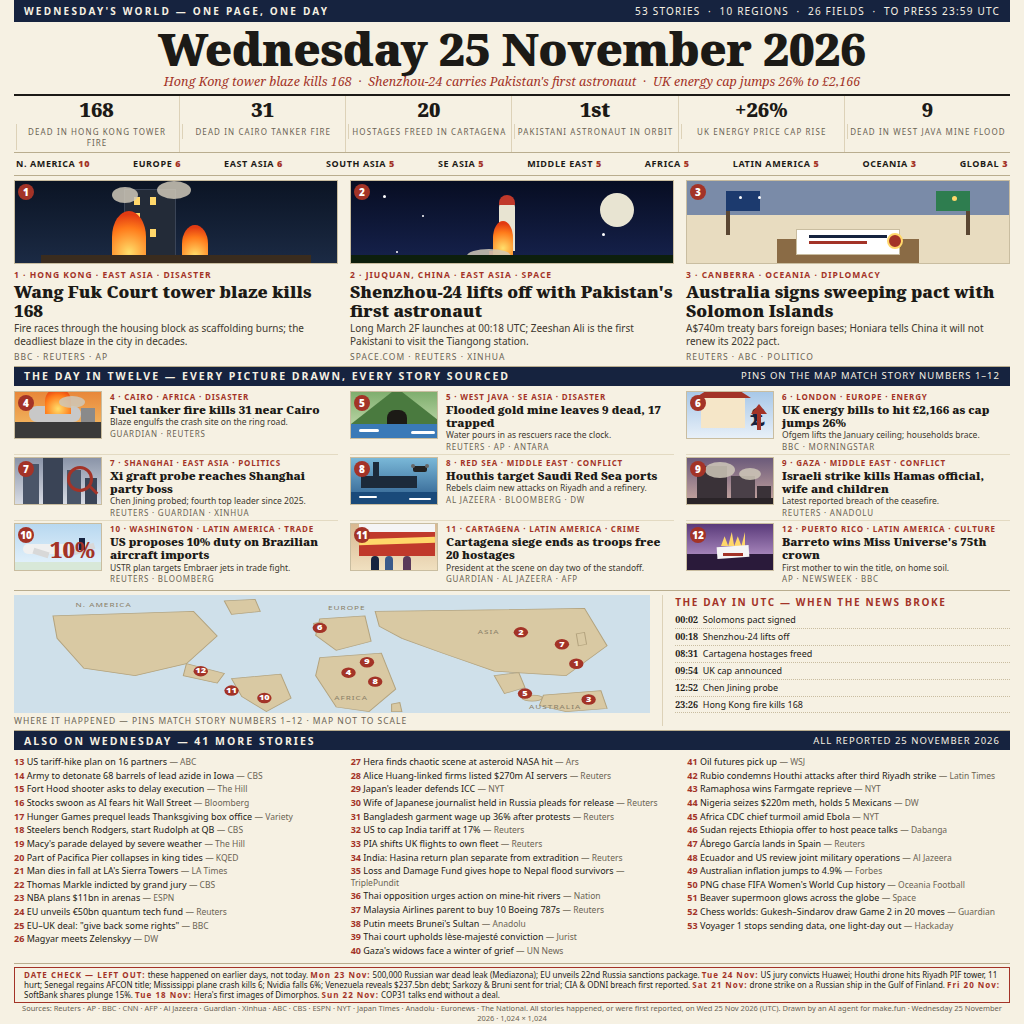 WEDNESDAY'S WORLD — ONE PAGE, ONE DAY
53 STORIES · 10 REGIONS · 26 FIELDS · TO PRESS 23:59 UTC
Wednesday 25 November 2026
Hong Kong tower blaze kills 168 · Shenzhou-24 carries Pakistan's first astronaut · UK energy cap jumps 26% to £2,166
168
DEAD IN HONG KONG TOWER
FIRE
31
DEAD IN CAIRO TANKER FIRE
20
HOSTAGES FREED IN CARTAGENA
1st
PAKISTANI ASTRONAUT IN ORBIT
+26%
UK ENERGY PRICE CAP RISE
9
DEAD IN WEST JAVA MINE FLOOD
N. AMERICA 10
EUROPE 6
EAST ASIA 6
SOUTH ASIA 5
SE ASIA 5
MIDDLE EAST 5
AFRICA 5
LATIN AMERICA 5
OCEANIA 3
GLOBAL 3
1
1 · HONG KONG · EAST ASIA · DISASTER
Wang Fuk Court tower blaze kills
168
Fire races through the housing block as scaffolding burns; the
deadliest blaze in the city in decades.
BBC · REUTERS · AP
2
2 · JIUQUAN, CHINA · EAST ASIA · SPACE
Shenzhou-24 lifts off with Pakistan's
first astronaut
Long March 2F launches at 00:18 UTC; Zeeshan Ali is the first
Pakistani to visit the Tiangong station.
SPACE.COM · REUTERS · XINHUA
3
3 · CANBERRA · OCEANIA · DIPLOMACY
Australia signs sweeping pact with
Solomon Islands
A$740m treaty bars foreign bases; Honiara tells China it will not
renew its 2022 pact.
REUTERS · ABC · POLITICO
THE DAY IN TWELVE — EVERY PICTURE DRAWN, EVERY STORY SOURCED
PINS ON THE MAP MATCH STORY NUMBERS 1–12
4
4 · CAIRO · AFRICA · DISASTER
Fuel tanker fire kills 31 near Cairo
Blaze engulfs the crash site on the ring road.
GUARDIAN · REUTERS
5
5 · WEST JAVA · SE ASIA · DISASTER
Flooded gold mine leaves 9 dead, 17
trapped
Water pours in as rescuers race the clock.
REUTERS · AP · ANTARA
6
£
6 · LONDON · EUROPE · ENERGY
UK energy bills to hit £2,166 as cap
jumps 26%
Ofgem lifts the January ceiling; households brace.
BBC · MORNINGSTAR
7
7 · SHANGHAI · EAST ASIA · POLITICS
Xi graft probe reaches Shanghai
party boss
Chen Jining probed; fourth top leader since 2025.
REUTERS · GUARDIAN · XINHUA
8
8 · RED SEA · MIDDLE EAST · CONFLICT
Houthis target Saudi Red Sea ports
Rebels claim new attacks on Riyadh and a refinery.
AL JAZEERA · BLOOMBERG · DW
9
9 · GAZA · MIDDLE EAST · CONFLICT
Israeli strike kills Hamas official,
wife and children
Latest reported breach of the ceasefire.
REUTERS · ANADOLU
10
10%
10 · WASHINGTON · LATIN AMERICA · TRADE
US proposes 10% duty on Brazilian
aircraft imports
USTR plan targets Embraer jets in trade fight.
REUTERS · BLOOMBERG
11
11 · CARTAGENA · LATIN AMERICA · CRIME
Cartagena siege ends as troops free
20 hostages
President at the scene on day two of the standoff.
GUARDIAN · AL JAZEERA · AFP
12
12 · PUERTO RICO · LATIN AMERICA · CULTURE
Barreto wins Miss Universe's 75th
crown
First mother to win the title, on home soil.
AP · NEWSWEEK · BBC
N. AMERICA
EUROPE
ASIA
AFRICA
AUSTRALIA
6
2
7
1
9
4
8
12
11
10
5
3
WHERE IT HAPPENED — PINS MATCH STORY NUMBERS 1–12 · MAP NOT TO SCALE
THE DAY IN UTC — WHEN THE NEWS BROKE
00:02 Solomons pact signed
00:18 Shenzhou-24 lifts off
08:31 Cartagena hostages freed
09:54 UK cap announced
12:52 Chen Jining probe
23:26 Hong Kong fire kills 168
ALSO ON WEDNESDAY — 41 MORE STORIES
ALL REPORTED 25 NOVEMBER 2026
13 US tariff-hike plan on 16 partners — ABC
14 Army to detonate 68 barrels of lead azide in Iowa — CBS
15 Fort Hood shooter asks to delay execution — The Hill
16 Stocks swoon as AI fears hit Wall Street — Bloomberg
17 Hunger Games prequel leads Thanksgiving box office — Variety
18 Steelers bench Rodgers, start Rudolph at QB — CBS
19 Macy's parade delayed by severe weather — The Hill
20 Part of Pacifica Pier collapses in king tides — KQED
21 Man dies in fall at LA's Sierra Towers — LA Times
22 Thomas Markle indicted by grand jury — CBS
23 NBA plans $11bn in arenas — ESPN
24 EU unveils €50bn quantum tech fund — Reuters
25 EU–UK deal: "give back some rights" — BBC
26 Magyar meets Zelenskyy — DW
27 Hera finds chaotic scene at asteroid NASA hit — Ars
28 Alice Huang-linked firms listed $270m AI servers — Reuters
29 Japan's leader defends ICC — NYT
30 Wife of Japanese journalist held in Russia pleads for release — Reuters
31 Bangladesh garment wage up 36% after protests — Reuters
32 US to cap India tariff at 17% — Reuters
33 PIA shifts UK flights to own fleet — Reuters
34 India: Hasina return plan separate from extradition — Reuters
35 Loss and Damage Fund gives hope to Nepal flood survivors —
TriplePundit
36 Thai opposition urges action on mine-hit rivers — Nation
37 Malaysia Airlines parent to buy 10 Boeing 787s — Reuters
38 Putin meets Brunei's Sultan — Anadolu
39 Thai court upholds lèse-majesté conviction — Jurist
40 Gaza's widows face a winter of grief — UN News
41 Oil futures pick up — WSJ
42 Rubio condemns Houthi attacks after third Riyadh strike — Latin Times
43 Ramaphosa wins Farmgate reprieve — NYT
44 Nigeria seizes $220m meth, holds 5 Mexicans — DW
45 Africa CDC chief turmoil amid Ebola — NYT
46 Sudan rejects Ethiopia offer to host peace talks — Dabanga
47 Ábrego García lands in Spain — Reuters
48 Ecuador and US review joint military operations — Al Jazeera
49 Australian inflation jumps to 4.9% — Forbes
50 PNG chase FIFA Women's World Cup history — Oceania Football
51 Beaver supermoon glows across the globe — Space
52 Chess worlds: Gukesh–Sindarov draw Game 2 in 20 moves — Guardian
53 Voyager 1 stops sending data, one light-day out — Hackaday
DATE CHECK — LEFT OUT: these happened on earlier days, not today. Mon 23 Nov: 500,000 Russian war dead leak (Mediazona); EU unveils 22nd Russia sanctions package. Tue 24 Nov: US jury convicts Huawei; Houthi drone hits Riyadh PIF tower, 11
hurt; Senegal regains AFCON title; Mississippi plane crash kills 6; Nvidia falls 6%; Venezuela reveals $237.5bn debt; Sarkozy & Bruni sent for trial; CIA & ODNI breach first reported. Sat 21 Nov: drone strike on a Russian ship in the Gulf of Finland. Fri 20 Nov:
SoftBank shares plunge 15%. Tue 18 Nov: Hera's first images of Dimorphos. Sun 22 Nov: COP31 talks end without a deal.
Sources: Reuters · AP · BBC · CNN · AFP · Al Jazeera · Guardian · Xinhua · ABC · CBS · ESPN · NYT · Japan Times · Anadolu · Euronews · The National. All stories happened, or were first reported, on Wed 25 Nov 2026 (UTC). Drawn by an AI agent for make.fun · Wednesday 25 November
2026 · 1,024 × 1,024